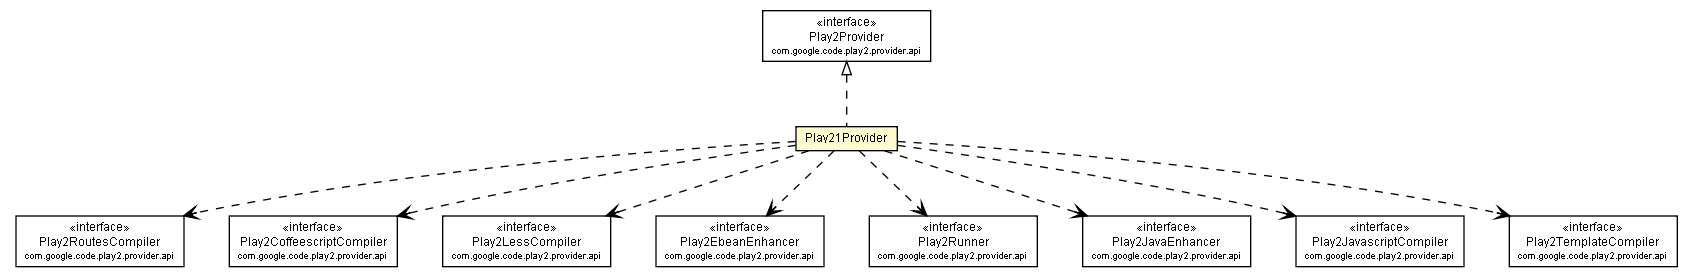 «interface»
Play2Provider
com.google.code.play2.provider.api
Play21Provider
«interface»
Play2RoutesCompiler
com.google.code.play2.provider.api
«interface»
Play2CoffeescriptCompiler
com.google.code.play2.provider.api
«interface»
Play2LessCompiler
com.google.code.play2.provider.api
«interface»
Play2EbeanEnhancer
com.google.code.play2.provider.api
«interface»
Play2Runner
com.google.code.play2.provider.api
«interface»
Play2JavaEnhancer
com.google.code.play2.provider.api
«interface»
Play2JavascriptCompiler
com.google.code.play2.provider.api
«interface»
Play2TemplateCompiler
com.google.code.play2.provider.api